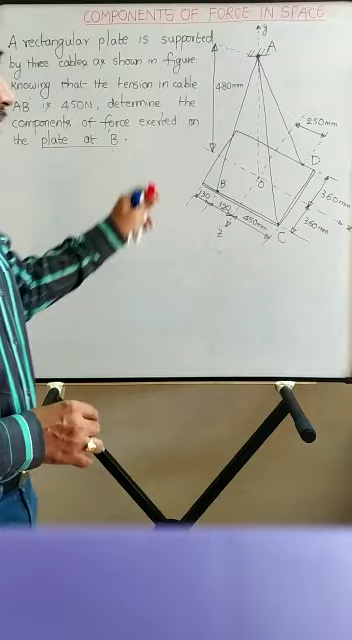 COMPONENTS OF FORCE IN SPACE
A rectangular plate is supported
by three cables as shown in figure
knowing that the tension in cable
AB is 450N, determine the
components of force exerted on
the plate at B.
y
A
480mm
250mm
D
B
O
x
130
450mm
360mm
360mm
z
C